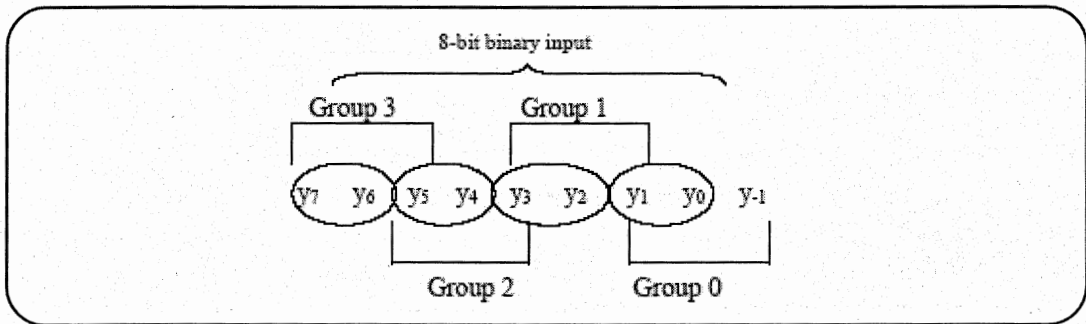 8-bit binary input
Group 3 Group 1
y₇ y₆ y₅ y₄ y₃ y₂ y₁ y₀ y₋₁
Group 2 Group 0